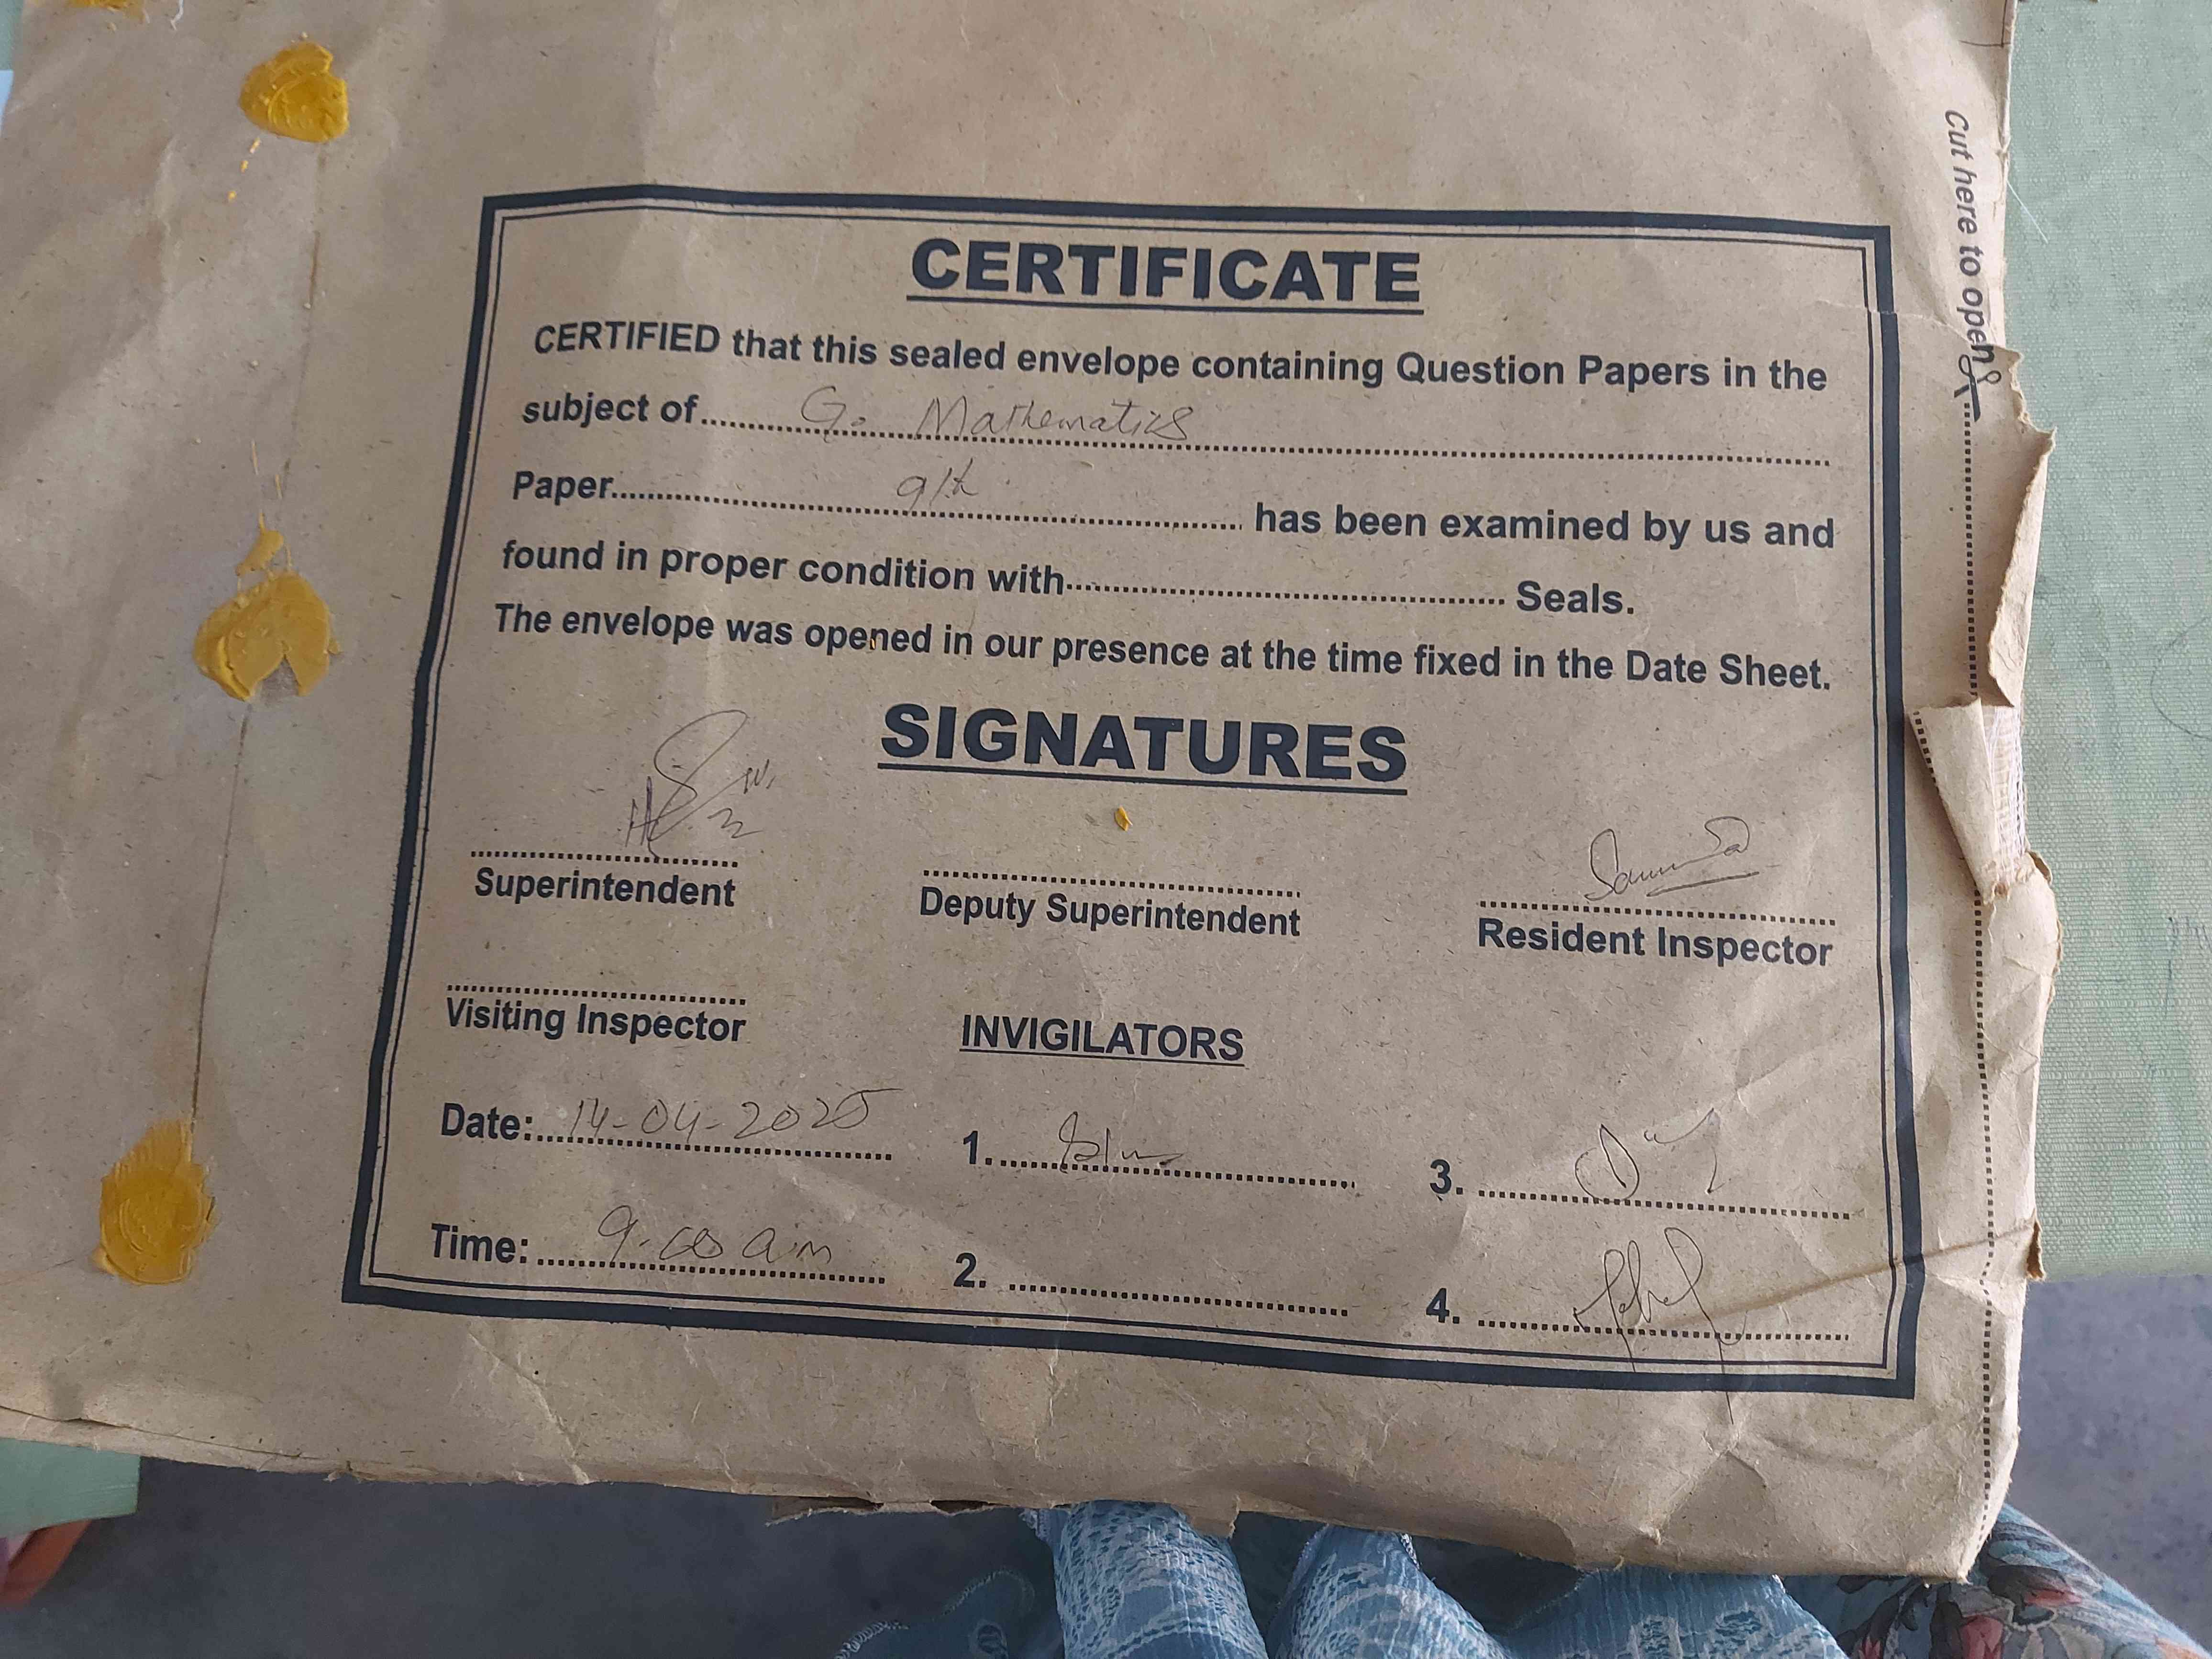 Cut here to open
CERTIFICATE
CERTIFIED that this sealed envelope containing Question Papers in the
subject of.......... G. Mathematics ..........
Paper.......... 9th .......... has been examined by us and
found in proper condition with.......... Seals.
The envelope was opened in our presence at the time fixed in the Date Sheet.
SIGNATURES
Superintendent Deputy Superintendent Resident Inspector
Visiting Inspector INVIGILATORS
Date: 14-04-2025 1. 3.
Time: 9.00 am 2. 4.